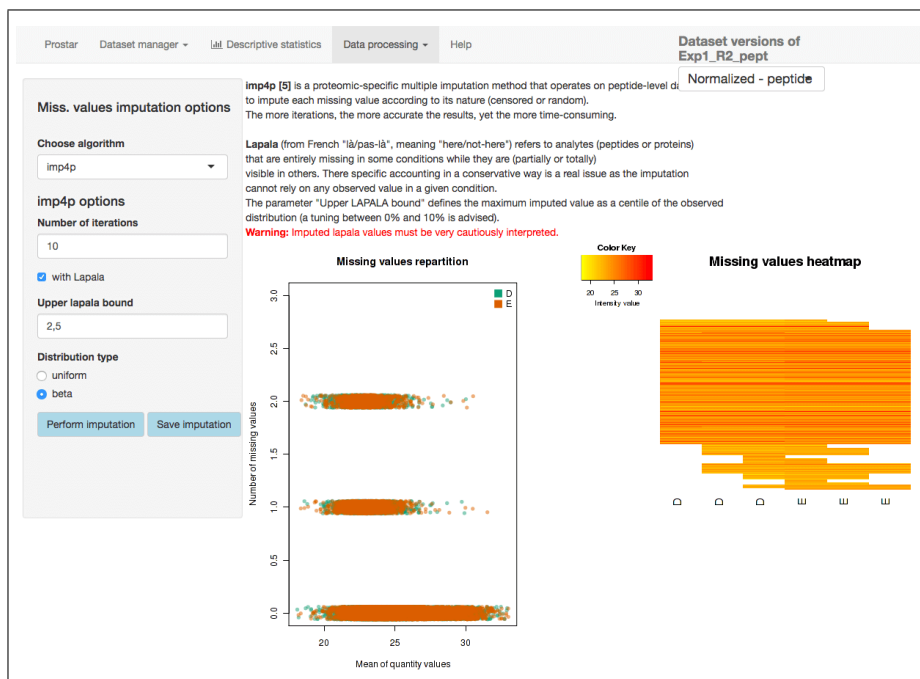 Prostar Dataset manager Descriptive statistics Data processing Help
Dataset versions of
Exp1_R2_pept
Normalized - peptide
Miss. values imputation options
Choose algorithm
imp4p
imp4p options
Number of iterations
10
with Lapala
Upper lapala bound
2,5
Distribution type
uniform
beta
Perform imputation Save imputation
imp4p [5] is a proteomic-specific multiple imputation method that operates on peptide-level da
to impute each missing value according to its nature (censored or random).
The more iterations, the more accurate the results, yet the more time-consuming.
Lapala (from French "là/pas-là", meaning "here/not-here") refers to analytes (peptides or proteins)
that are entirely missing in some conditions while they are (partially or totally)
visible in others. There specific accounting in a conservative way is a real issue as the imputation
cannot rely on any observed value in a given condition.
The parameter "Upper LAPALA bound" defines the maximum imputed value as a centile of the observed
distribution (a tuning between 0% and 10% is advised).
Warning: Imputed lapala values must be very cautiously interpreted.
Missing values repartition
D
E
Number of missing values
3.0
2.5
2.0
1.5
1.0
0.5
0.0
20 25 30
Mean of quantity values
Color Key
20 25 30
Intensity value
Missing values heatmap
D D D E E E